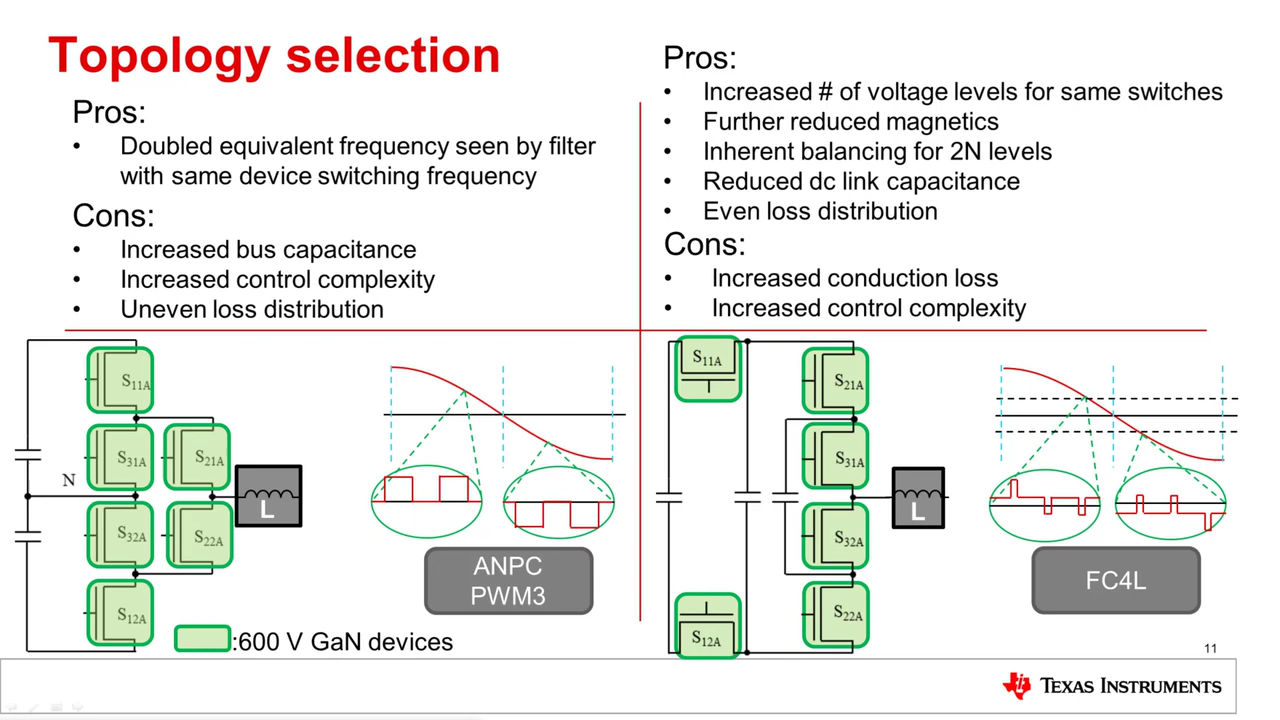 Topology selection
Pros:
• Doubled equivalent frequency seen by filter
with same device switching frequency
Cons:
• Increased bus capacitance
• Increased control complexity
• Uneven loss distribution
Pros:
• Increased # of voltage levels for same switches
• Further reduced magnetics
• Inherent balancing for 2N levels
• Reduced dc link capacitance
• Even loss distribution
Cons:
• Increased conduction loss
• Increased control complexity
S11A
S31A
S21A
N
L
S32A
S22A
S12A
ANPC
PWM3
:600 V GaN devices
S11A
S21A
S31A
L
S32A
S22A
S12A
FC4L
11
TEXAS INSTRUMENTS